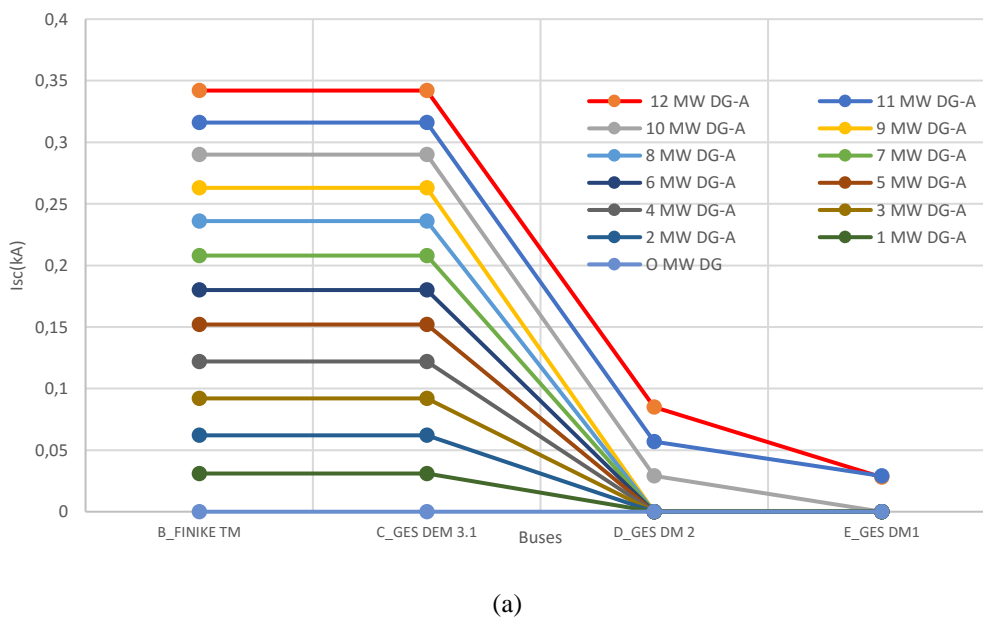 0,4
0,35
0,3
0,25
0,2
0,15
0,1
0,05
0
Isc(kA)
12 MW DG-A 11 MW DG-A
10 MW DG-A 9 MW DG-A
8 MW DG-A 7 MW DG-A
6 MW DG-A 5 MW DG-A
4 MW DG-A 3 MW DG-A
2 MW DG-A 1 MW DG-A
O MW DG
B_FINIKE TM C_GES DEM 3.1 D_GES DM 2 E_GES DM1
Buses
(a)